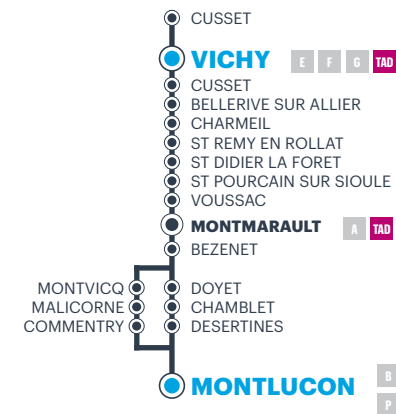 CUSSET
VICHY E F G TAD
CUSSET
BELLERIVE SUR ALLIER
CHARMEIL
ST REMY EN ROLLAT
ST DIDIER LA FORET
ST POURCAIN SUR SIOULE
VOUSSAC
MONTMARAULT A TAD
BEZENET
MONTVICQ DOYET
MALICORNE CHAMBLET
COMMENTRY DESERTINES
MONTLUCON B
P